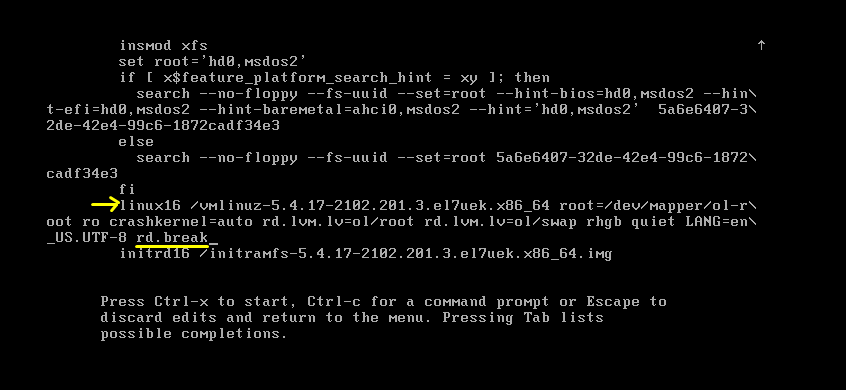 insmod xfs ↑
set root='hd0,msdos2'
if [ x$feature_platform_search_hint = xy ]; then
search --no-floppy --fs-uuid --set=root --hint-bios=hd0,msdos2 --hin\
t-efi=hd0,msdos2 --hint-baremetal=ahci0,msdos2 --hint='hd0,msdos2'  5a6e6407-3\
2de-42e4-99c6-1872cadf34e3
else
search --no-floppy --fs-uuid --set=root 5a6e6407-32de-42e4-99c6-1872\
cadf34e3
fi
linux16 /vmlinuz-5.4.17-2102.201.3.el7uek.x86_64 root=/dev/mapper/ol-r\
oot ro crashkernel=auto rd.lvm.lv=ol/root rd.lvm.lv=ol/swap rhgb quiet LANG=en\
_US.UTF-8 rd.break_
initrd16 /initramfs-5.4.17-2102.201.3.el7uek.x86_64.img
Press Ctrl-x to start, Ctrl-c for a command prompt or Escape to
discard edits and return to the menu. Pressing Tab lists
possible completions.